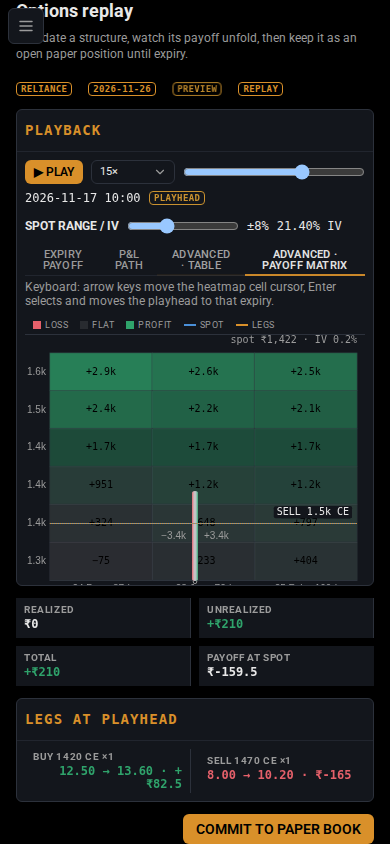 Options replay
date a structure, watch its payoff unfold, then keep it as an
open paper position until expiry.
RELIANCE 2026-11-26 PREVIEW REPLAY
PLAYBACK
▶ PLAY 15×
2026-11-17 10:00 PLAYHEAD
SPOT RANGE / IV ±8% 21.40% IV
EXPIRY PAYOFF
P&L PATH
ADVANCED · TABLE
ADVANCED · PAYOFF MATRIX
Keyboard: arrow keys move the heatmap cell cursor, Enter
selects and moves the playhead to that expiry.
LOSS FLAT PROFIT SPOT LEGS
spot ₹1,422 · IV 0.2%
1.6k +2.9k +2.6k +2.5k
1.5k +2.4k +2.2k +2.1k
1.4k +1.7k +1.7k +1.7k
1.4k +951 +1.2k +1.2k
SELL 1.5k CE
1.4k
−3.4k +3.4k
1.3k −75 233 +404
REALIZED
₹0
UNREALIZED
+₹210
TOTAL
+₹210
PAYOFF AT SPOT
₹-159.5
LEGS AT PLAYHEAD
BUY 1420 CE ×1
12.50 → 13.60 · +
₹82.5
SELL 1470 CE ×1
8.00 → 10.20 · ₹-165
COMMIT TO PAPER BOOK